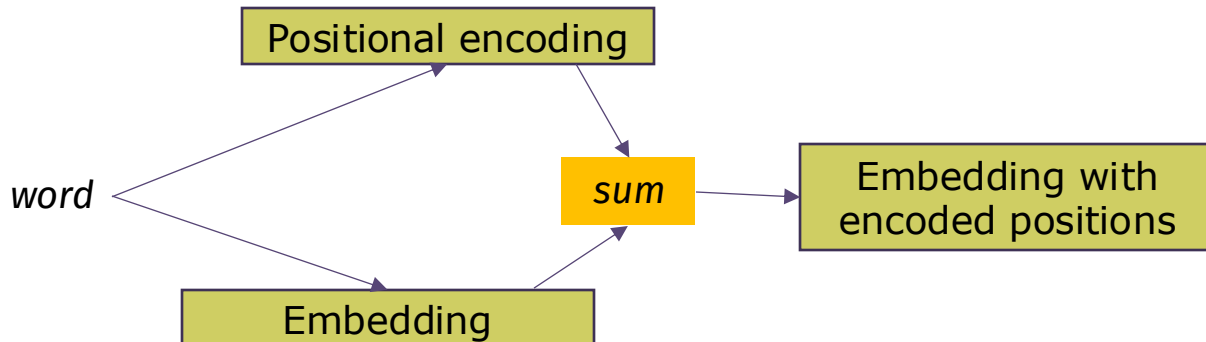 Positional encoding
word
sum
Embedding with
encoded positions
Embedding